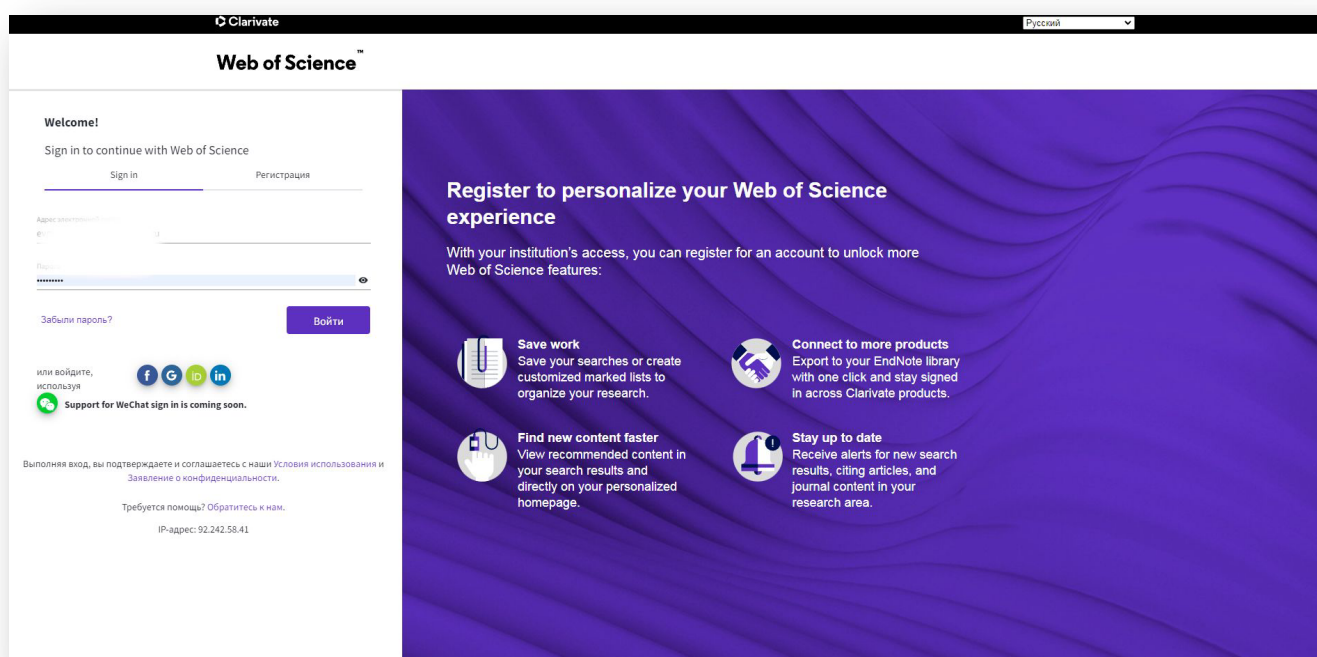 Clarivate
Русский
Web of Science™
Welcome!
Sign in to continue with Web of Science
Sign in
Регистрация
Адрес
•••••••••
Забыли пароль?
Войти
или войдите,
используя
f G iD in
Support for WeChat sign in is coming soon.
Выполняя вход, вы подтверждаете и соглашаетесь с наши Условия использования и
Заявление о конфиденциальности.
Требуется помощь? Обратитесь к нам.
IP-адрес: 92.242.58.41
Register to personalize your Web of Science
experience
With your institution's access, you can register for an account to unlock more
Web of Science features:
Save work
Save your searches or create
customized marked lists to
organize your research.
Connect to more products
Export to your EndNote library
with one click and stay signed
in across Clarivate products.
Find new content faster
View recommended content in
your search results and
directly on your personalized
homepage.
Stay up to date
Receive alerts for new search
results, citing articles, and
journal content in your
research area.